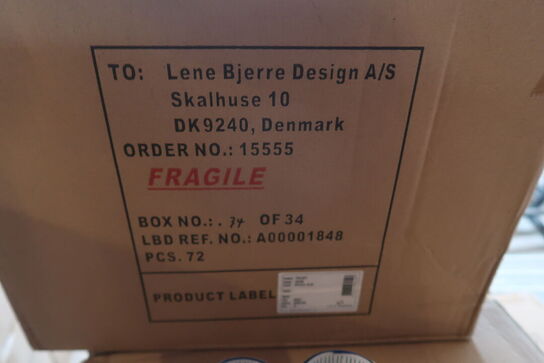 TO: Lene Bjerre Design A/S
Skalhuse 10
DK9240, Denmark
ORDER NO.: 15555
FRAGILE
BOX NO.: . 34 OF 34
LBD REF. NO.: A00001848
PCS. 72
PRODUCT LABEL